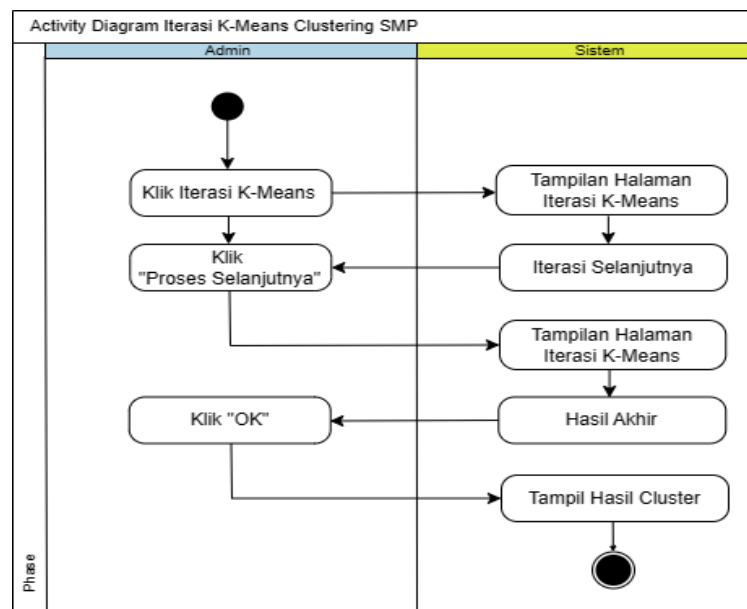 Activity Diagram Iterasi K-Means Clustering SMP
Admin
Sistem
Klik Iterasi K-Means
Tampilan Halaman
Iterasi K-Means
Klik
"Proses Selanjutnya"
Iterasi Selanjutnya
Tampilan Halaman
Iterasi K-Means
Klik "OK"
Hasil Akhir
Tampil Hasil Cluster
Phase